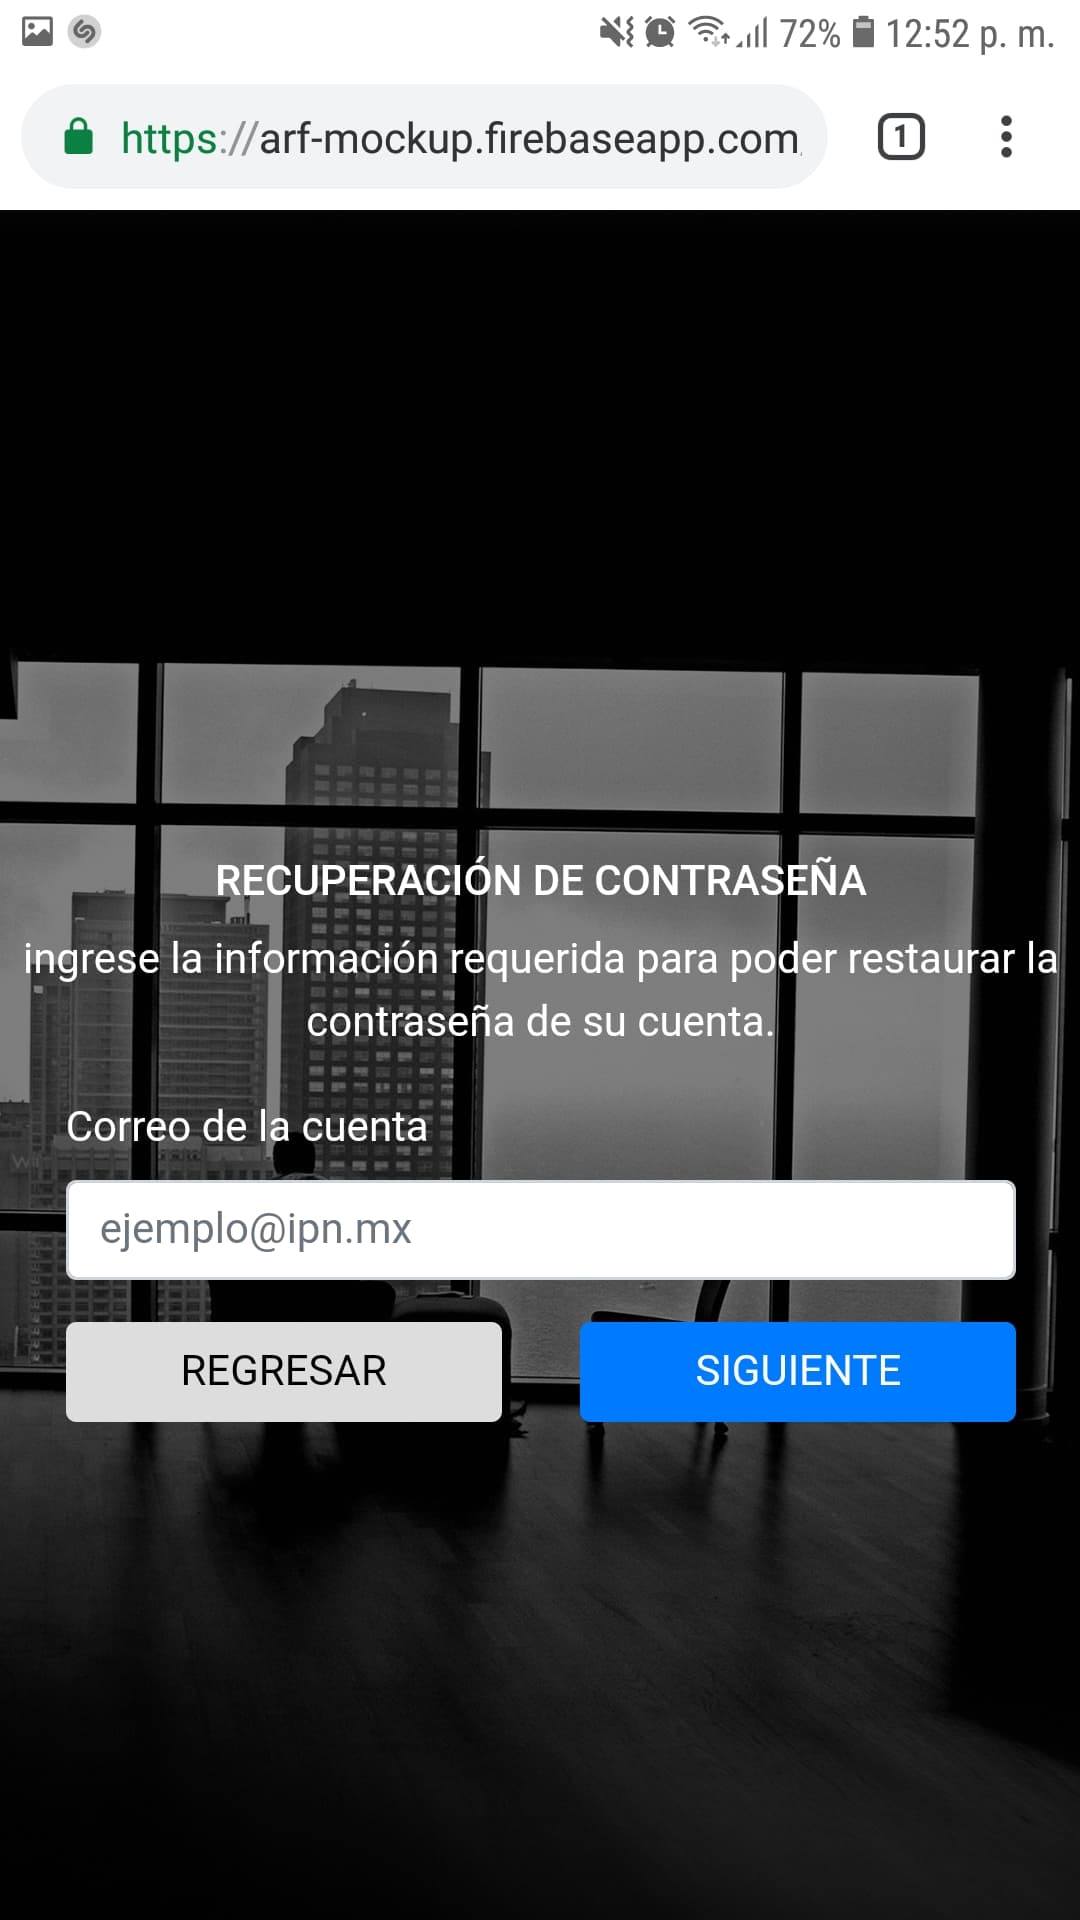 72% 12:52 p. m.
https://arf-mockup.firebaseapp.com 1
RECUPERACIÓN DE CONTRASEÑA
ingrese la información requerida para poder restaurar la
contraseña de su cuenta.
Correo de la cuenta
ejemplo@ipn.mx
REGRESAR SIGUIENTE